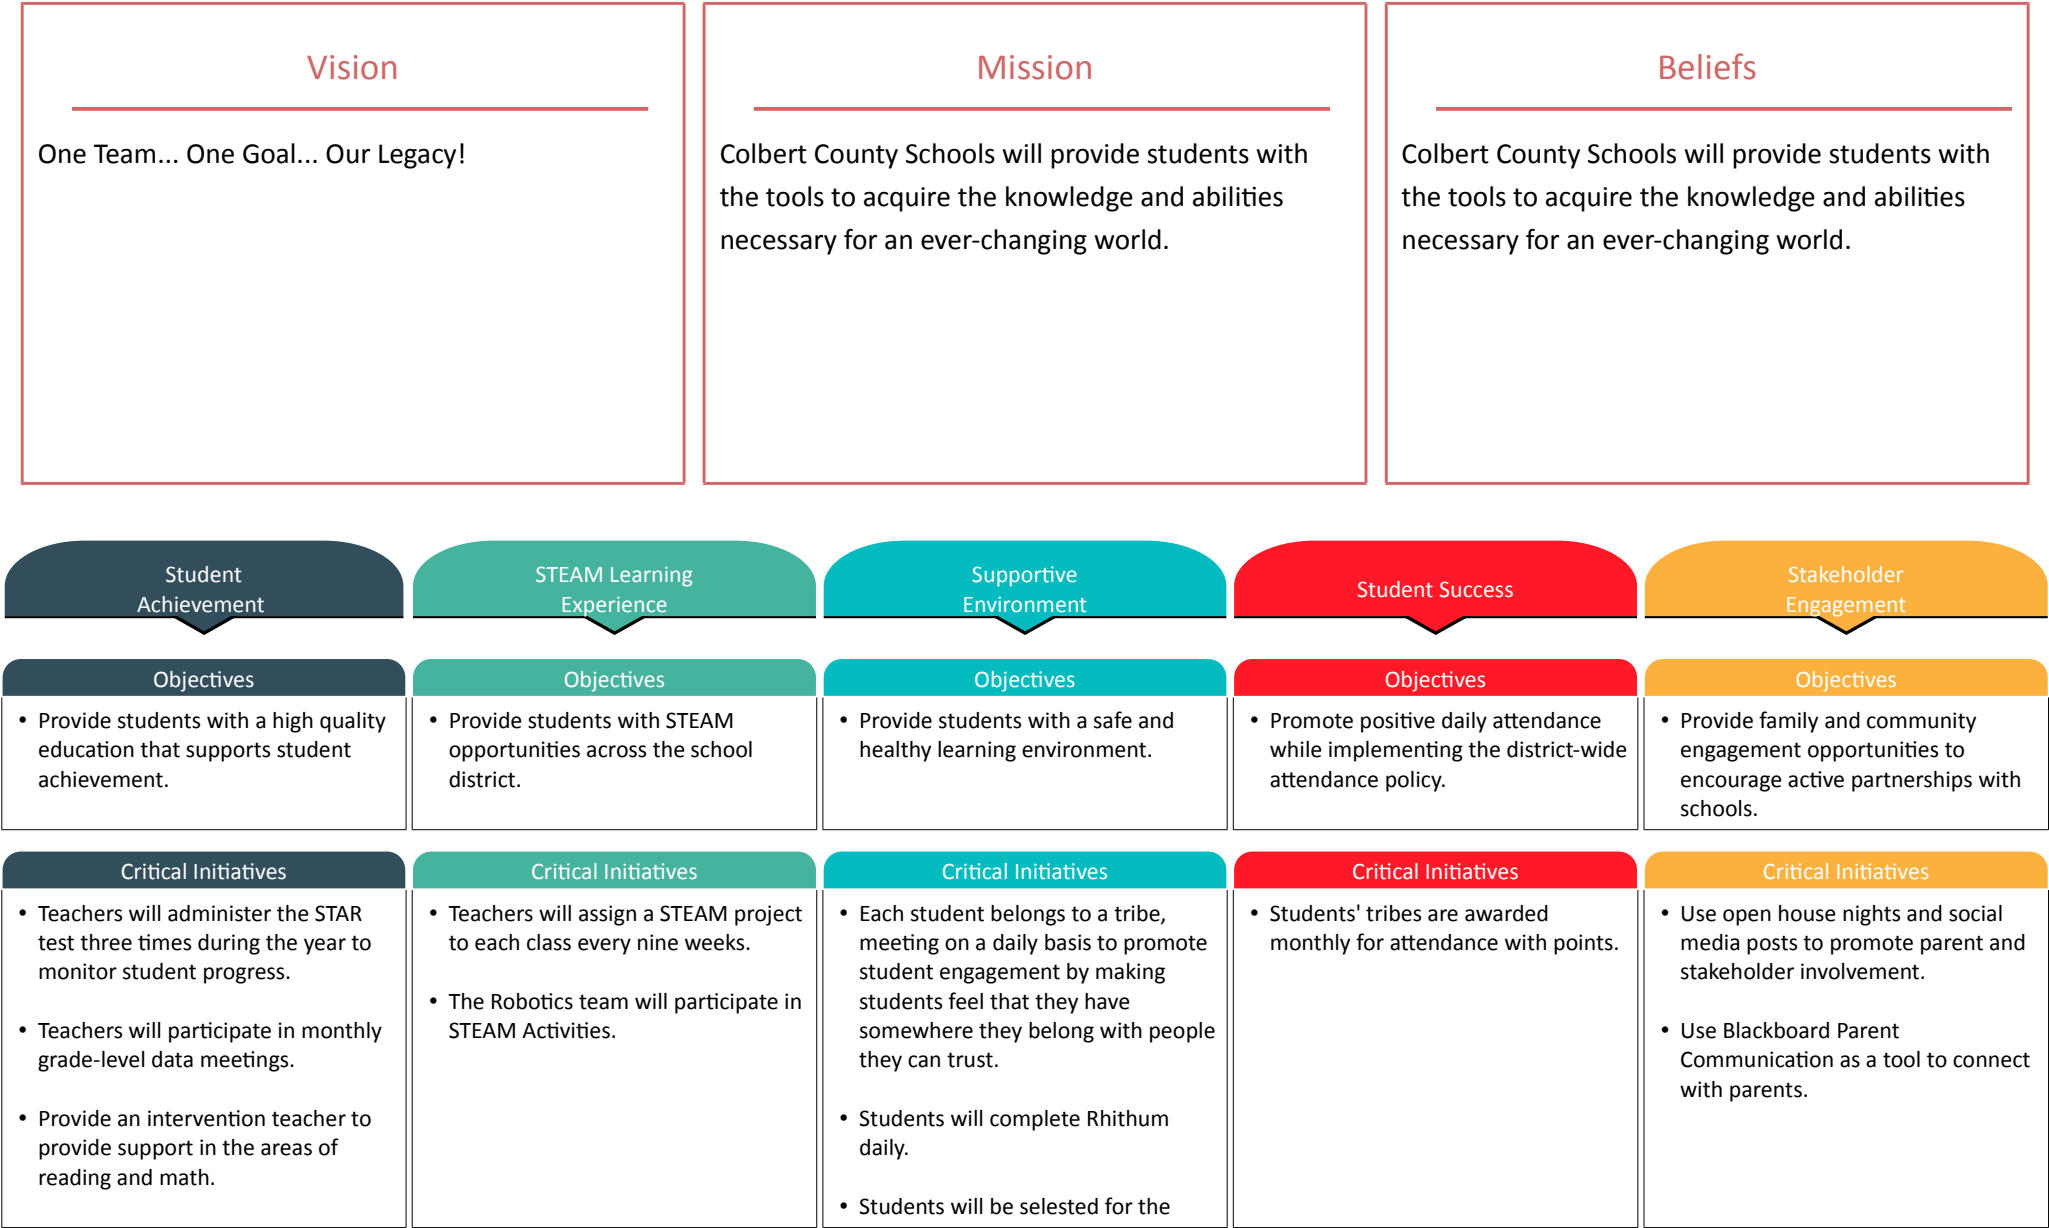 Vision
One Team... One Goal... Our Legacy!
Mission
Colbert County Schools will provide students with
the tools to acquire the knowledge and abilities
necessary for an ever-changing world.
Beliefs
Colbert County Schools will provide students with
the tools to acquire the knowledge and abilities
necessary for an ever-changing world.
Student
Achievement
Objectives
• Provide students with a high quality
education that supports student
achievement.
Critical Initiatives
• Teachers will administer the STAR
test three times during the year to
monitor student progress.
• Teachers will participate in monthly
grade-level data meetings.
• Provide an intervention teacher to
provide support in the areas of
reading and math.
STEAM Learning
Experience
Objectives
• Provide students with STEAM
opportunities across the school
district.
Critical Initiatives
• Teachers will assign a STEAM project
to each class every nine weeks.
• The Robotics team will participate in
STEAM Activities.
Supportive
Environment
Objectives
• Provide students with a safe and
healthy learning environment.
Critical Initiatives
• Each student belongs to a tribe,
meeting on a daily basis to promote
student engagement by making
students feel that they have
somewhere they belong with people
they can trust.
• Students will complete Rhithum
daily.
• Students will be selested for the
Student Success
Objectives
• Promote positive daily attendance
while implementing the district-wide
attendance policy.
Critical Initiatives
• Students' tribes are awarded
monthly for attendance with points.
Stakeholder
Engagement
Objectives
• Provide family and community
engagement opportunities to
encourage active partnerships with
schools.
Critical Initiatives
• Use open house nights and social
media posts to promote parent and
stakeholder involvement.
• Use Blackboard Parent
Communication as a tool to connect
with parents.